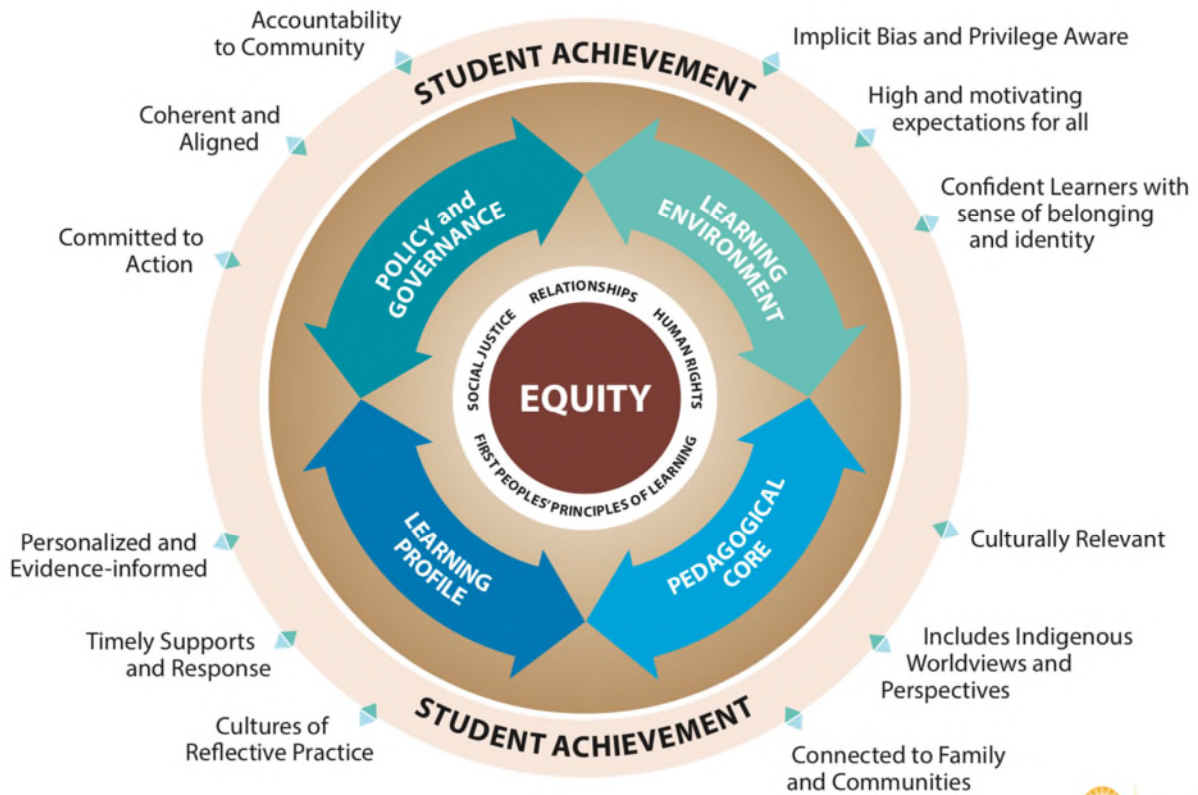 Accountability
to Community
Coherent and
Aligned
Committed to
Action
Implicit Bias and Privilege Aware
High and motivating
expectations for all
Confident Learners with
sense of belonging
and identity
STUDENT ACHIEVEMENT
POLICY and
GOVERNANCE
LEARNING
ENVIRONMENT
SOCIAL JUSTICE
RELATIONSHIPS
HUMAN RIGHTS
EQUITY
FIRST PEOPLES' PRINCIPLES OF LEARNING
LEARNING
PROFILE
PEDAGOGICAL
CORE
Personalized and
Evidence-informed
Timely Supports
and Response
Cultures of
Reflective Practice
Culturally Relevant
Includes Indigenous
Worldviews and
Perspectives
Connected to Family
and Communities
STUDENT ACHIEVEMENT